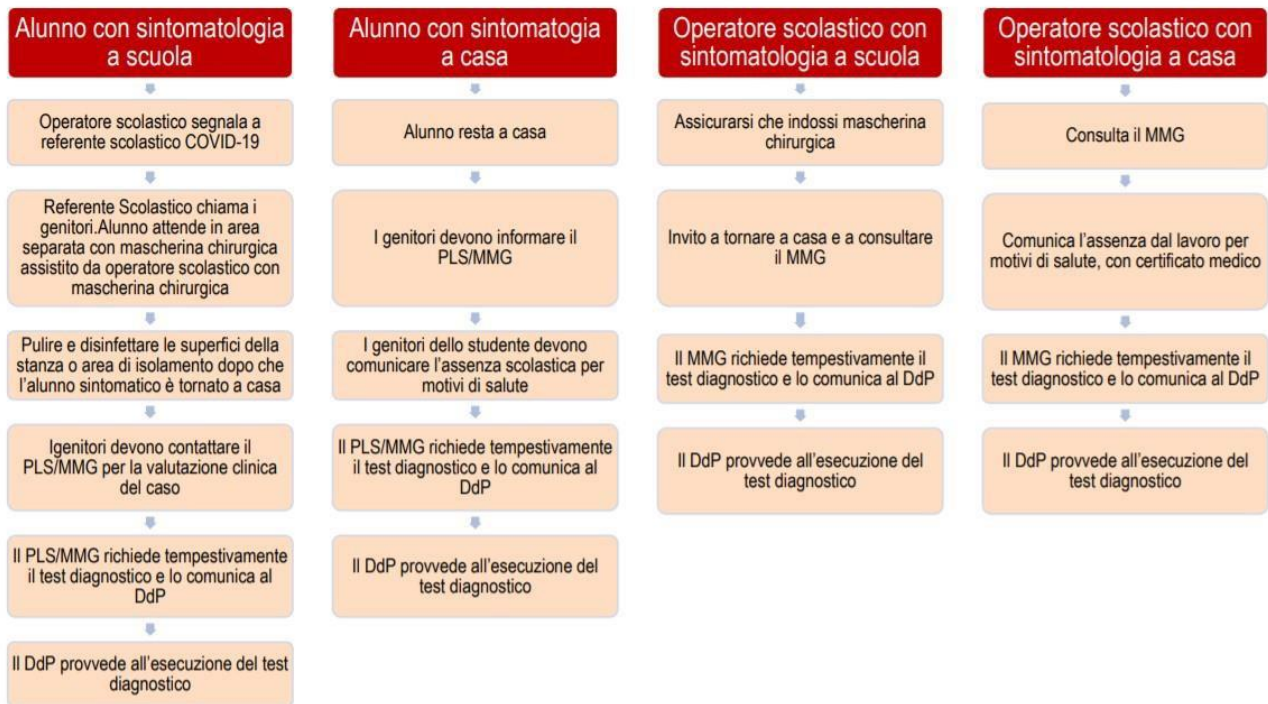 Alunno con sintomatologia
a scuola
Operatore scolastico segnala a
referente scolastico COVID-19
Referente Scolastico chiama i
genitori.Alunno attende in area
separata con mascherina chirurgica
assistito da operatore scolastico con
mascherina chirurgica
Pulire e disinfettare le superfici della
stanza o area di isolamento dopo che
l'alunno sintomatico è tornato a casa
Igenitori devono contattare il
PLS/MMG per la valutazione clinica
del caso
Il PLS/MMG richiede tempestivamente
il test diagnostico e lo comunica al
DdP
Il DdP provvede all'esecuzione del test
diagnostico
Alunno con sintomatogia
a casa
Alunno resta a casa
I genitori devono informare il
PLS/MMG
I genitori dello studente devono
comunicare l'assenza scolastica per
motivi di salute
Il PLS/MMG richiede tempestivamente
il test diagnostico e lo comunica al
DdP
Il DdP provvede all'esecuzione del
test diagnostico
Operatore scolastico con
sintomatologia a scuola
Assicurarsi che indossi mascherina
chirurgica
Invito a tornare a casa e a consultare
il MMG
Il MMG richiede tempestivamente il
test diagnostico e lo comunica al DdP
Il DdP provvede all'esecuzione del
test diagnostico
Operatore scolastico con
sintomatologia a casa
Consulta il MMG
Comunica l'assenza dal lavoro per
motivi di salute, con certificato medico
Il MMG richiede tempestivamente il
test diagnostico e lo comunica al DdP
Il DdP provvede all'esecuzione del
test diagnostico